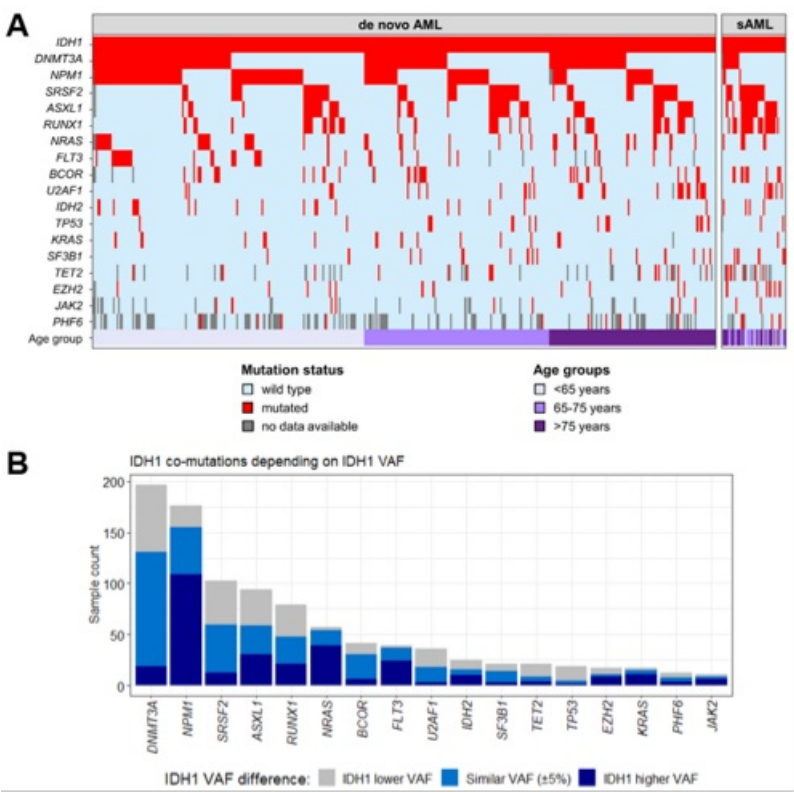 A
de novo AML
sAML
IDH1
DNMT3A
NPM1
SRSF2
ASXL1
RUNX1
NRAS
FLT3
BCOR
U2AF1
IDH2
TP53
KRAS
SF3B1
TET2
EZH2
JAK2
PHF6
Age group
Mutation status
wild type
mutated
no data available
Age groups
<65 years
65-75 years
>75 years
B
IDH1 co-mutations depending on IDH1 VAF
Sample count
200
150
100
50
0
DNMT3A
NPM1
SRSF2
ASXL1
RUNX1
NRAS
BCOR
FLT3
U2AF1
IDH2
SF3B1
TET2
TP53
EZH2
KRAS
PHF6
JAK2
IDH1 VAF difference: IDH1 lower VAF Similar VAF (±5%) IDH1 higher VAF